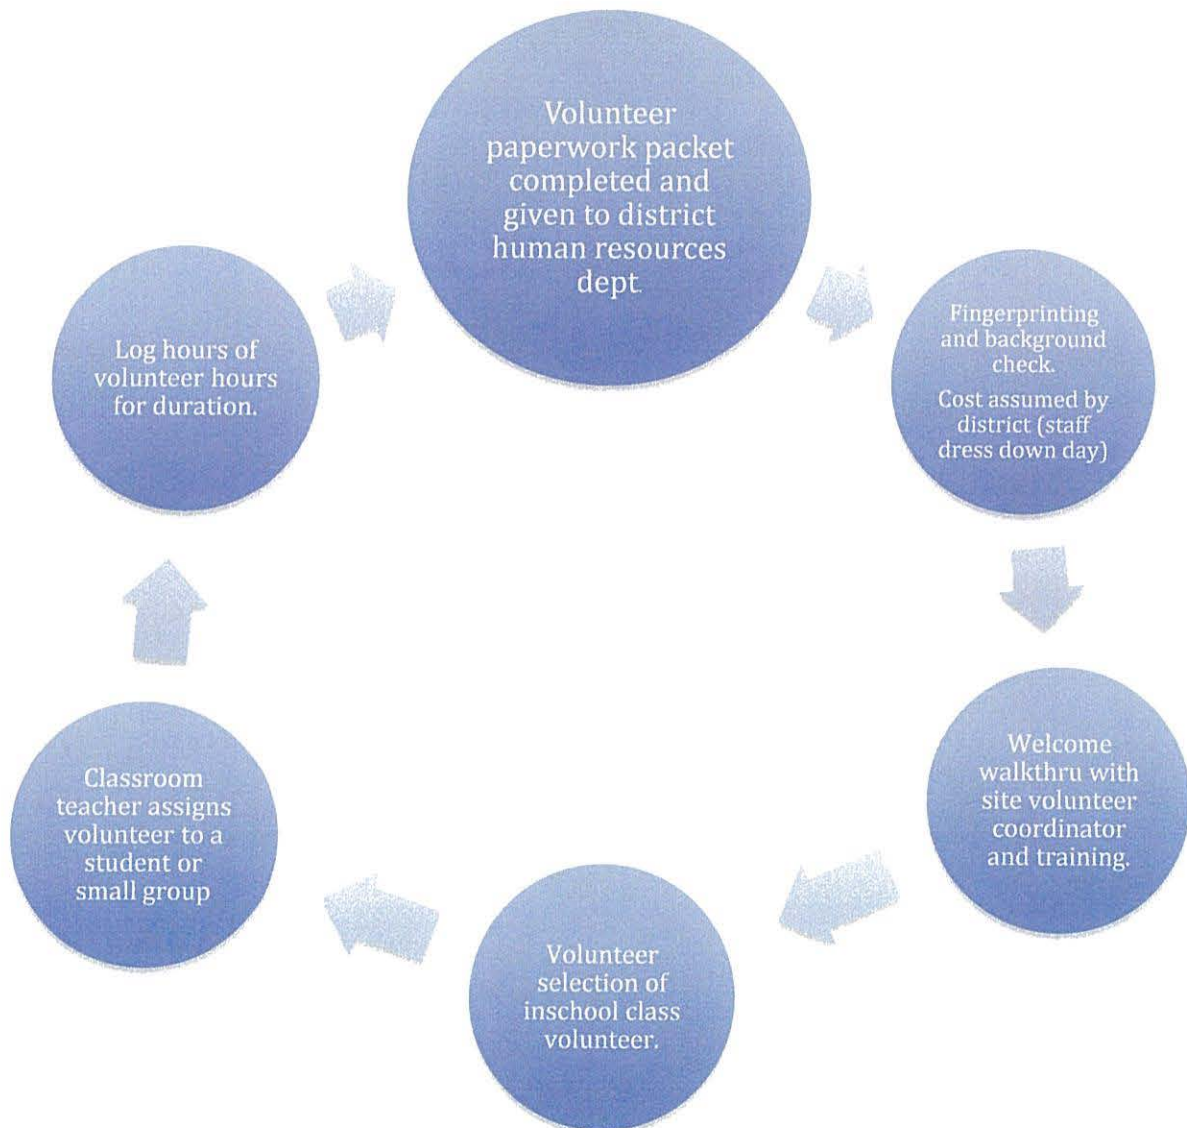 Volunteer
paperwork packet
completed and
given to district
human resources
dept.
Fingerprinting
and background
check.
Cost assumed by
district (staff
dress down day)
Welcome
walkthru with
site volunteer
coordinator
and training.
Volunteer
selection of
inschool class
volunteer.
Classroom
teacher assigns
volunteer to a
student or
small group
Log hours of
volunteer hours
for duration.